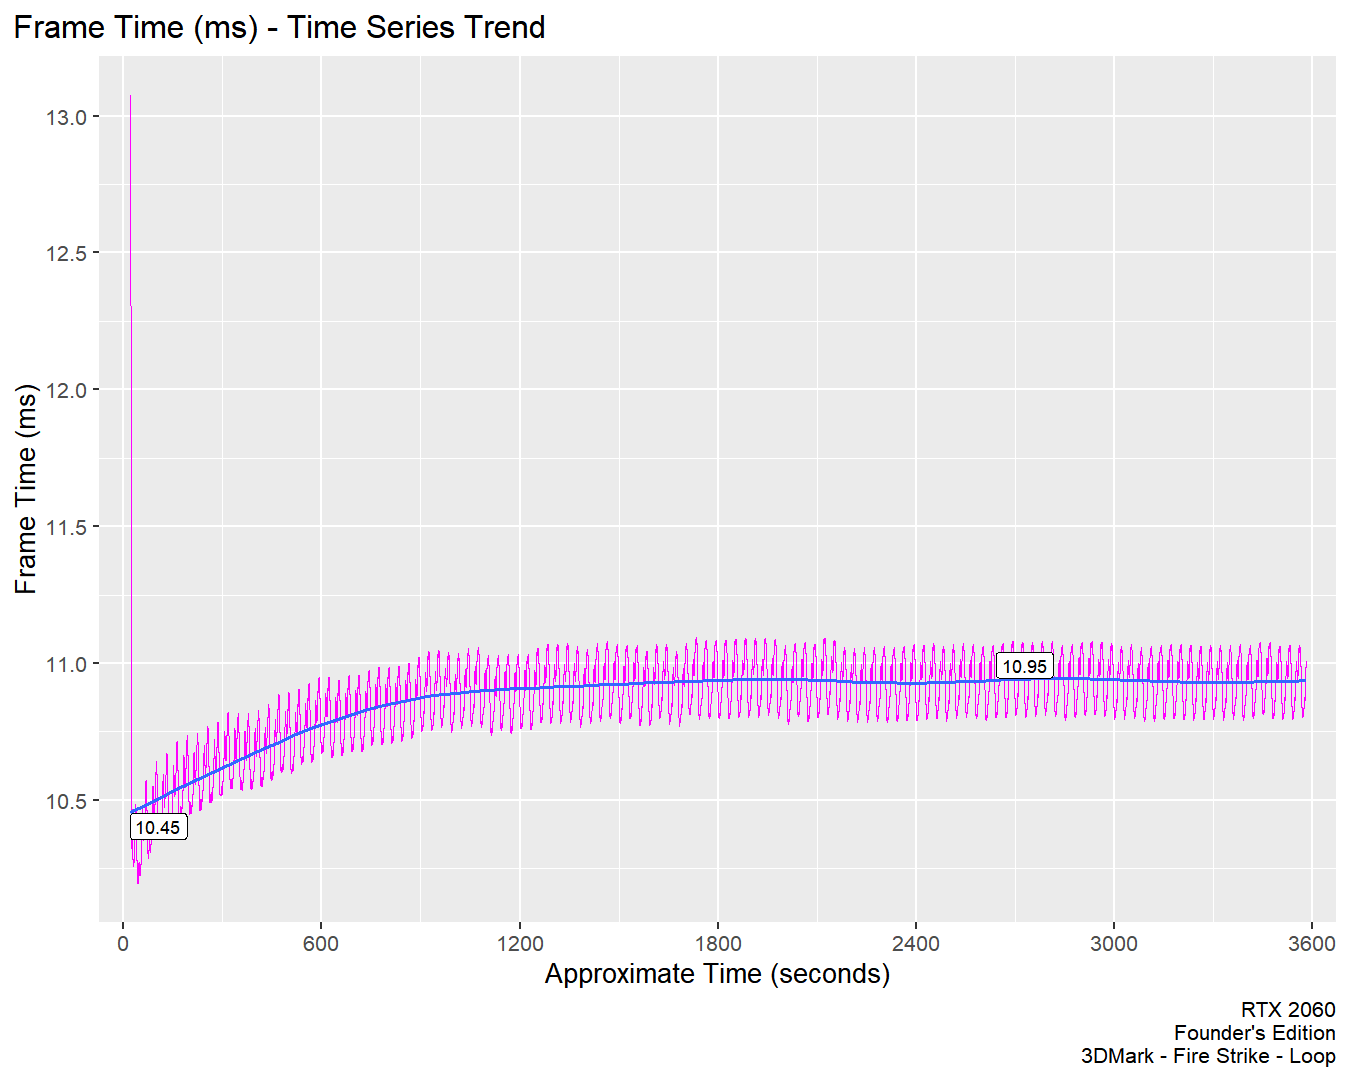 Frame Time (ms) - Time Series Trend
Frame Time (ms)
13.0
12.5
12.0
11.5
11.0
10.5
10.45
10.95
0 600 1200 1800 2400 3000 3600
Approximate Time (seconds)
RTX 2060
Founder's Edition
3DMark - Fire Strike - Loop